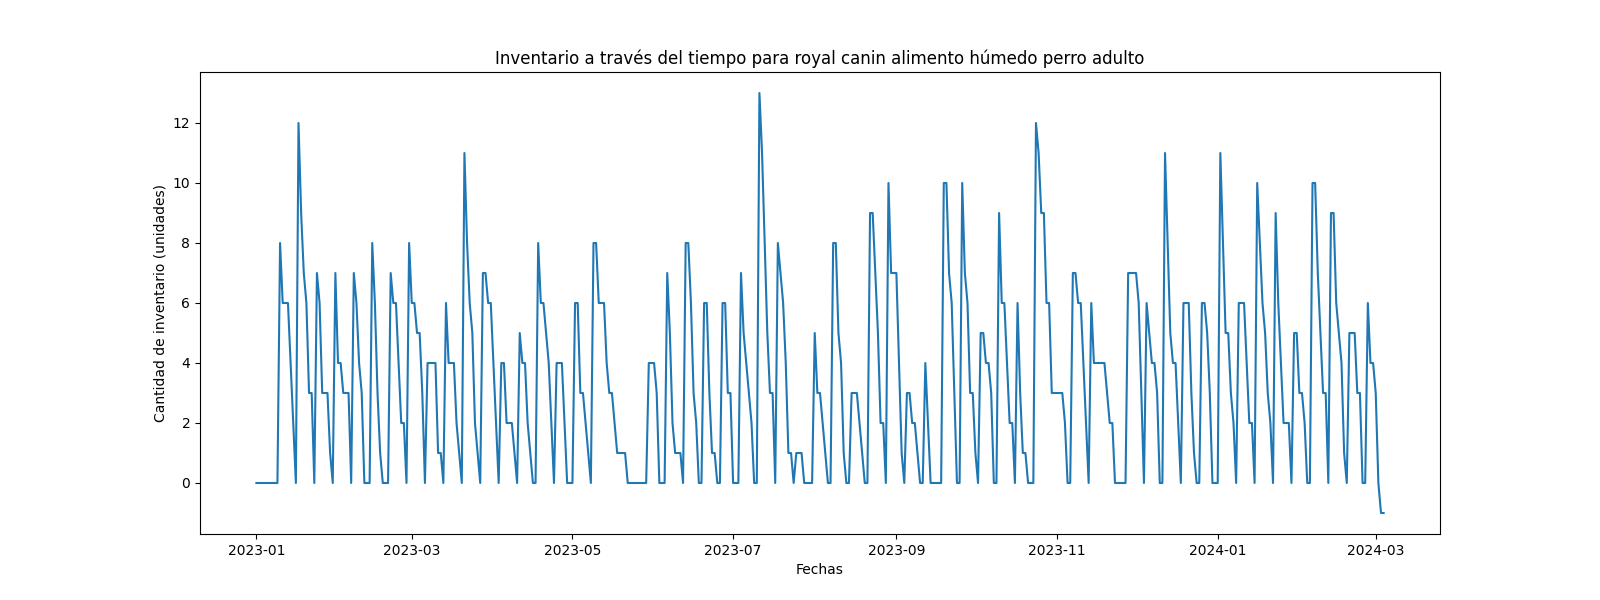 Inventario a través del tiempo para royal canin alimento húmedo perro adulto
Cantidad de inventario (unidades)
12
10
8
6
4
2
0
2023-01 2023-03 2023-05 2023-07 2023-09 2023-11 2024-01 2024-03
Fechas